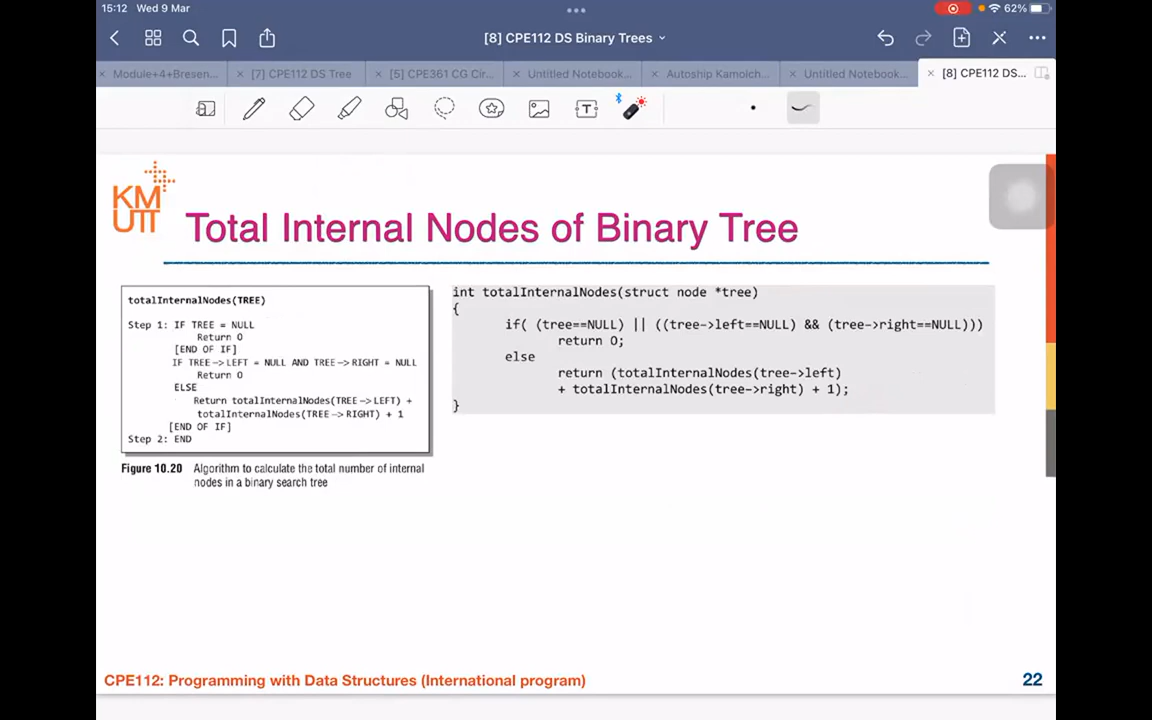 15:12 Wed 9 Mar
62%
[8] CPE112 DS Binary Trees
Module+4+Bresen...
[7] CPE112 DS Tree
[5] CPE361 CG Cir...
Untitled Notebook...
Autoship Kamolch...
Untitled Notebook...
[8] CPE112 DS...
KM
UTT
Total Internal Nodes of Binary Tree
totalInternalNodes(TREE)
Step 1: IF TREE = NULL
Return 0
[END OF IF]
IF TREE–>LEFT = NULL AND TREE–>RIGHT = NULL
Return 0
ELSE
Return totalInternalNodes(TREE–>LEFT) +
totalInternalNodes(TREE–>RIGHT) + 1
[END OF IF]
Step 2: END
Figure 10.20 Algorithm to calculate the total number of internal
nodes in a binary search tree
int totalInternalNodes(struct node *tree)
{
if( (tree==NULL) || ((tree->left==NULL) && (tree->right==NULL)))
return 0;
else
return (totalInternalNodes(tree->left)
+ totalInternalNodes(tree->right) + 1);
}
CPE112: Programming with Data Structures (International program)
22